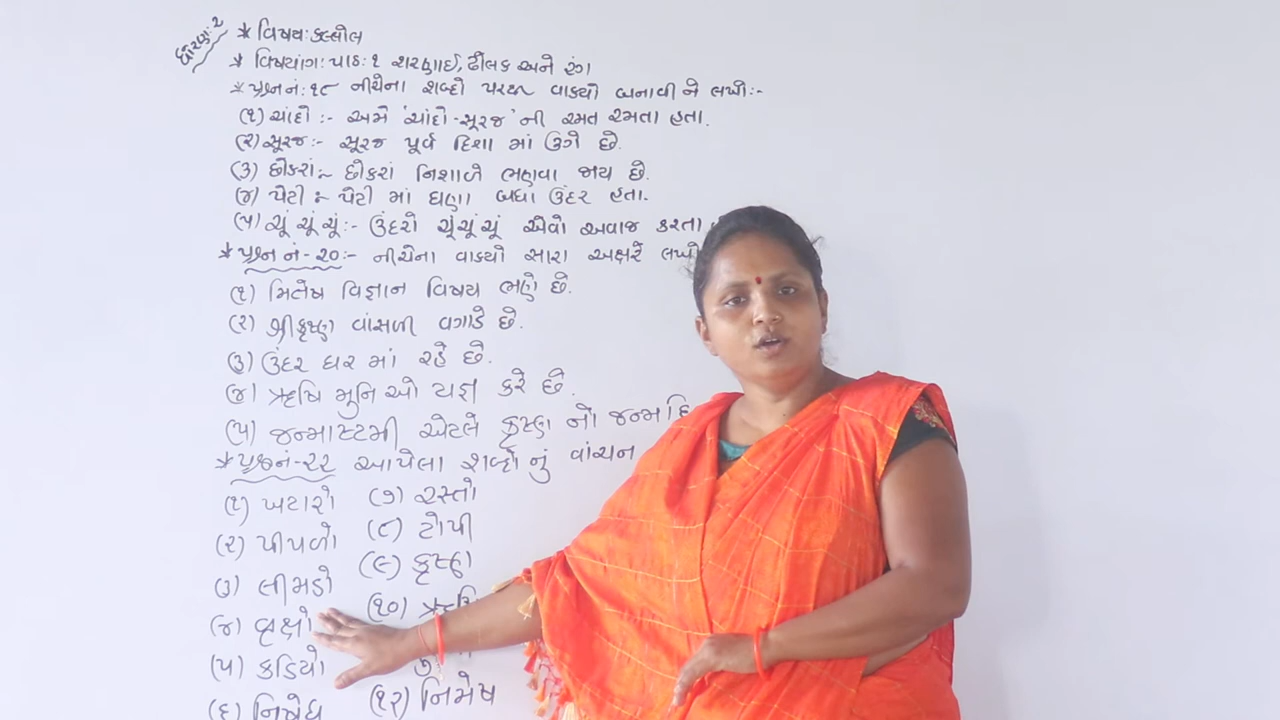 ધોરણ: ૨
* વિષય: કલ્લોલ
* વિષયાંગ: પાઠ: ૧ શરણાઈ, ઢોલક અને રંગ
* પ્રશ્ન નં: ૧૯ નીચેના શબ્દો પરથી વાક્યો બનાવીને લખો:-
(૧) ચાંદો :- અમે 'ચાંદો-સૂરજ' ની રમત રમતા હતા.
(૨) સૂરજ:- સૂરજ પૂર્વ દિશા માં ઉગે છે.
(૩) છોકરાં:- છોકરાં નિશાળે ભણવા જાય છે.
(૪) પેટી :- પેટી માં ઘણા બધા ઉંદર હતા.
(૫) ચૂં ચૂં ચૂં:- ઉંદરો ચૂંચૂંચૂં એવો અવાજ કરતા
* પ્રશ્ન નં-૨૦:- નીચેના વાક્યો સારા અક્ષરે લખો
(૧) મિતેષ વિજ્ઞાન વિષય ભણે છે.
(૨) શ્રીકૃષ્ણ વાંસળી વગાડે છે.
(૩) ઉંદર ઘર માં રહે છે.
(૪) ઋષિ મુનિ ઓ યજ્ઞ કરે છે.
(૫) જન્માષ્ટમી એટલે કૃષ્ણ નો જન્મદિ
* પ્રશ્નનં-૨૨ આપેલા શબ્દો નું વાંચન
(૧) ખટારો (૭) રસ્તો
(૨) પીપળો (૮) ટોપી
(૩) લીમડો (૯) કૃષ્ણ
(૪) વૃક્ષો (૧૦) ઋષિ
(૫) કડિયો
(૬) નિષેધ (૧૨) નિમેષ